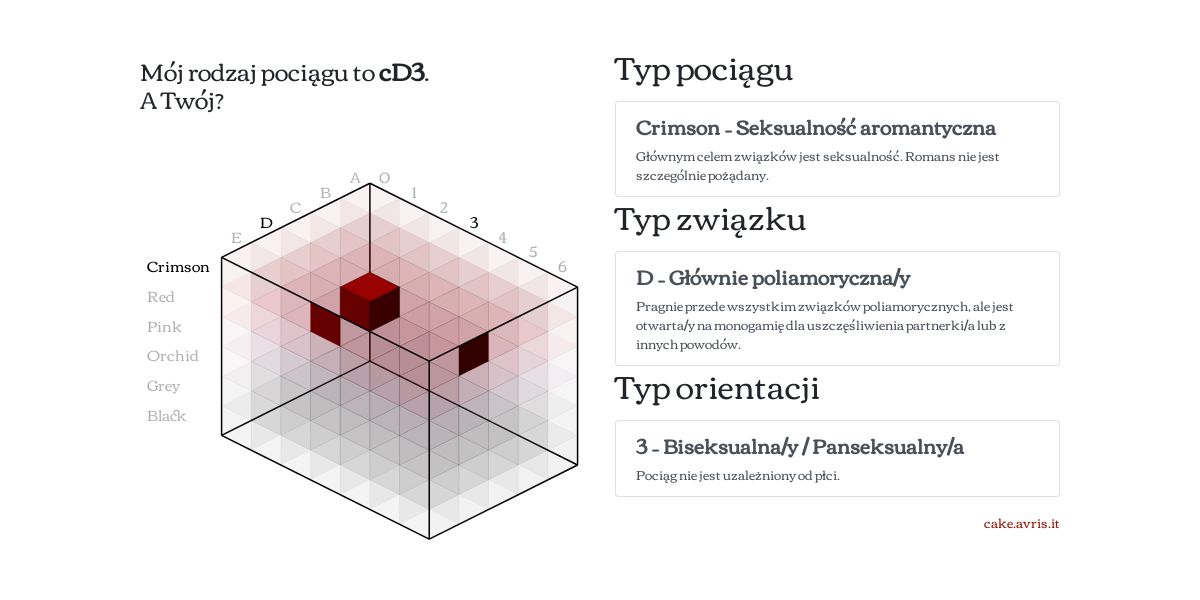 Mój rodzaj pociągu to cD3.
A Twój?
A O
B 1
C 2
D 3
E 4
5
6
Crimson
Red
Pink
Orchid
Grey
Black
Typ pociągu
Crimson - Seksualność aromantyczna
Głównym celem związków jest seksualność. Romans nie jest
szczególnie pożądany.
Typ związku
D - Głównie poliamoryczna/y
Pragnie przede wszystkim związków poliamorycznych, ale jest
otwarta/y na monogamię dla uszczęśliwienia partnerki/a lub z
innych powodów.
Typ orientacji
3 - Biseksualna/y / Panseksualny/a
Pociąg nie jest uzależniony od płci.
cake.avris.it